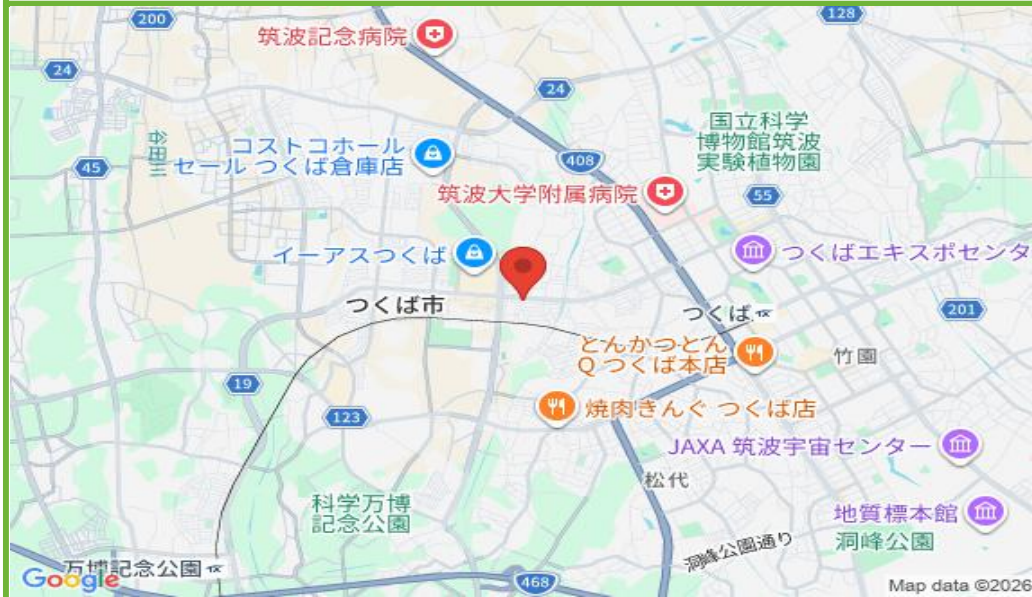 200
128
筑波記念病院
24
24
国立科学
博物館筑波
実験植物園
谷田川
コストコホール
セール つくば倉庫店
408
45
筑波大学附属病院
55
イーアスつくば
つくばエキスポセンタ
つくば市
つくば
201
とんかつとん
Q つくば本店
竹園
19
焼肉きんぐ つくば店
123
JAXA 筑波宇宙センター
松代
科学万博
記念公園
地質標本館
洞峰公園
洞峰公園通り
万博記念公園
Google
468
Map data ©2026